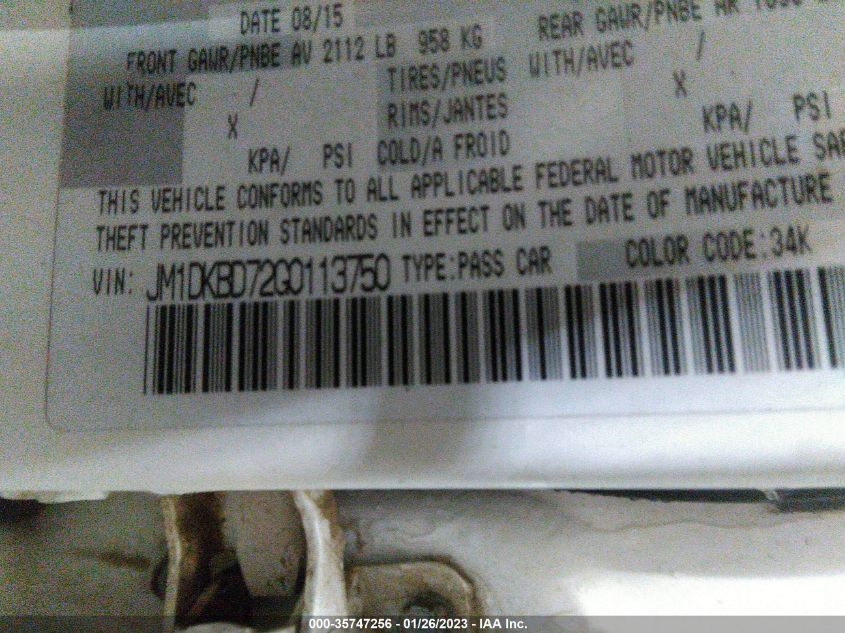 DATE 08/15
FRONT GAWR/PNBE AV 2112 LB 958 KG REAR GAWR/PNBE AR
WITH/AVEC / TIRES/PNEUS WITH/AVEC /
X RIMS/JANTES X
KPA/ PSI COLD/A FROID KPA/ PSI
THIS VEHICLE CONFORMS TO ALL APPLICABLE FEDERAL MOTOR VEHICLE SAF
THEFT PREVENTION STANDARDS IN EFFECT ON THE DATE OF MANUFACTURE
VIN: JM1DKBD72G0113750 TYPE:PASS CAR COLOR CODE:34K
000-35747256 - 01/26/2023 - IAA Inc.